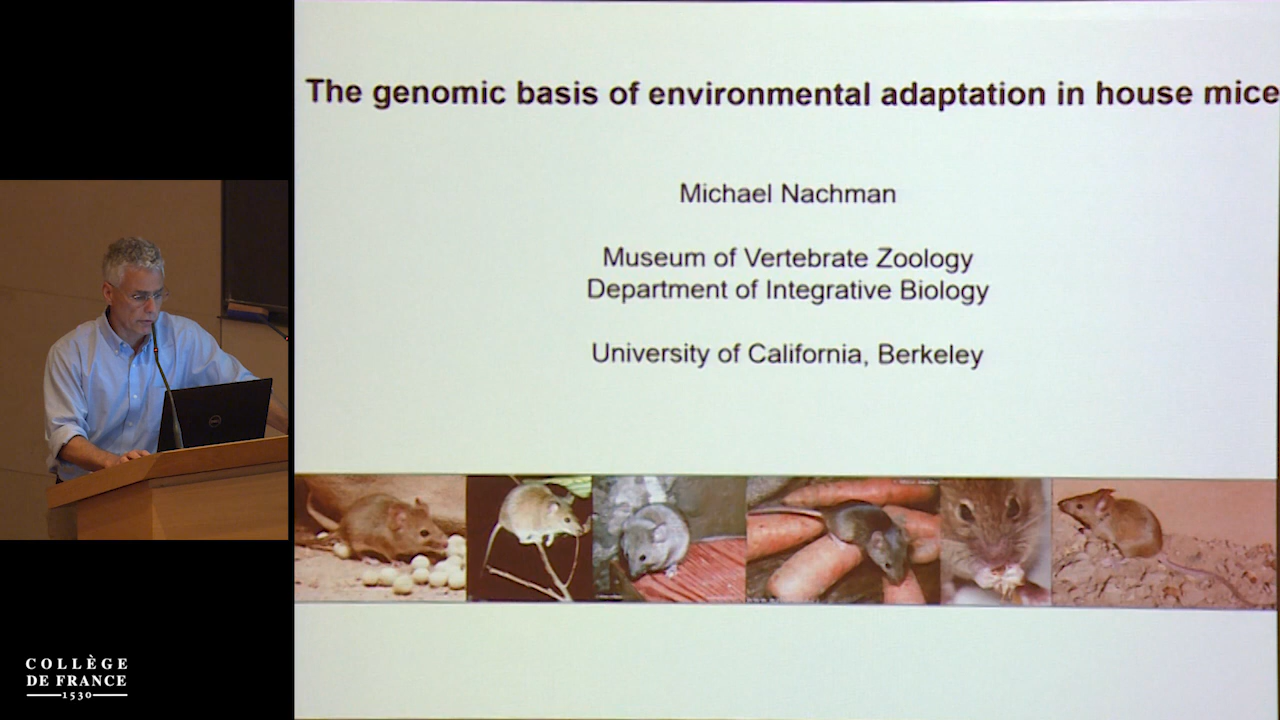 The genomic basis of environmental adaptation in house mice
Michael Nachman
Museum of Vertebrate Zoology
Department of Integrative Biology
University of California, Berkeley
COLLÈGE
DE FRANCE
1530